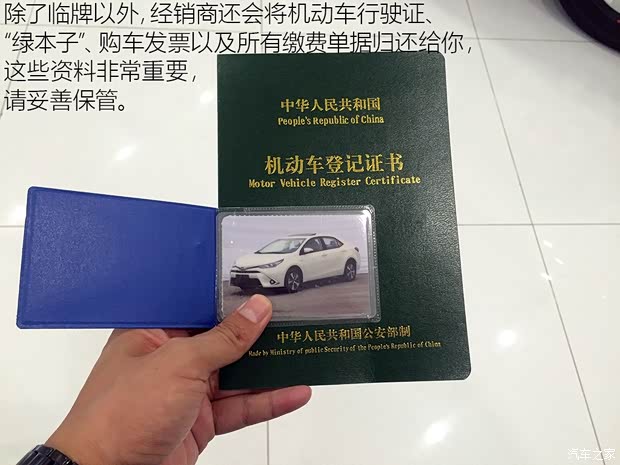 除了临牌以外，经销商还会将机动车行驶证、
“绿本子”、购车发票以及所有缴费单据归还给你，
这些资料非常重要，
请妥善保管。
中华人民共和国
People's Republic of China
机动车登记证书
Motor Vehicle Register Certificate
中华人民共和国公安部制
Made by Ministry of public Security of the People's Republic of China
汽车之家